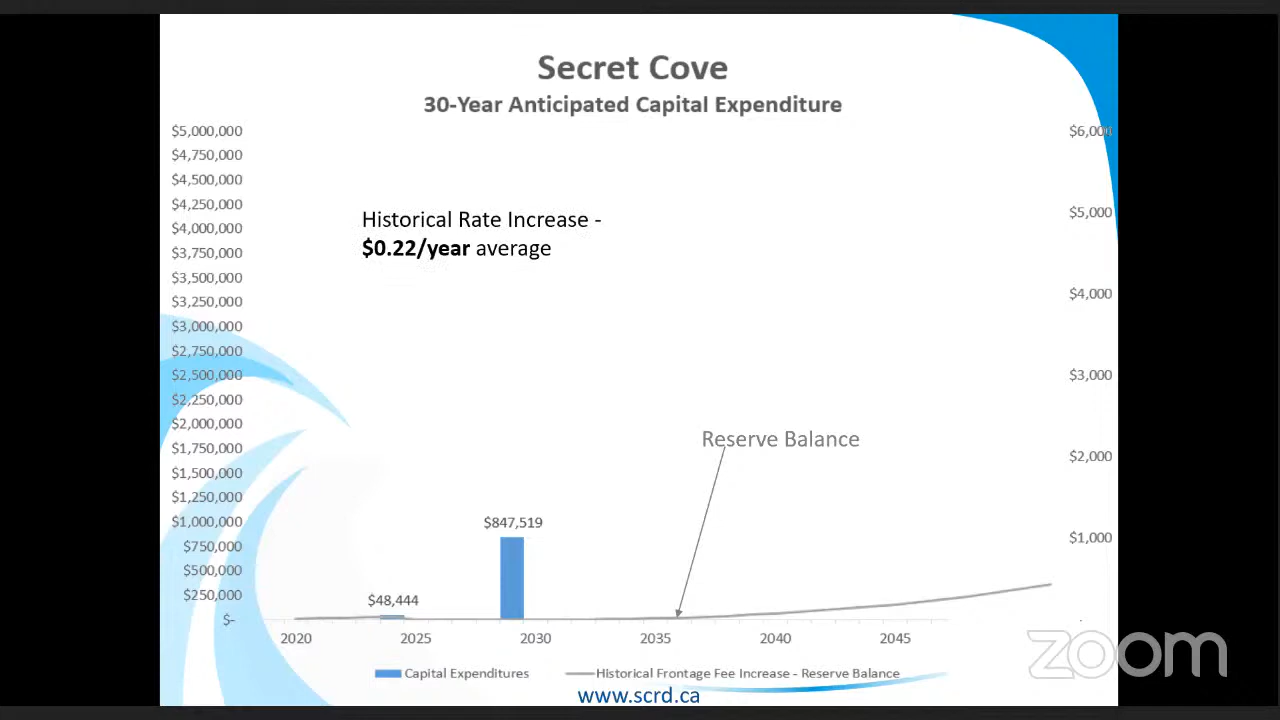 Secret Cove
30-Year Anticipated Capital Expenditure
$5,000,000
$4,750,000
$4,500,000
$4,250,000
$4,000,000
$3,750,000
$3,500,000
$3,250,000
$3,000,000
$2,750,000
$2,500,000
$2,250,000
$2,000,000
$1,750,000
$1,500,000
$1,250,000
$1,000,000
$750,000
$500,000
$250,000
$-
$6,000
$5,000
$4,000
$3,000
$2,000
$1,000
Historical Rate Increase -
$0.22/year average
Reserve Balance
$847,519
$48,444
2020 2025 2030 2035 2040 2045
Capital Expenditures
Historical Frontage Fee Increase - Reserve Balance
www.scrd.ca
zoom